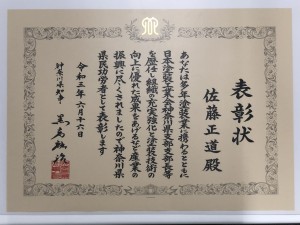 表彰状
佐藤正道殿
あなたは多年塗装業に携わるとともに
日本塗装工業会神奈川県支部支部長等
を歴任し組織の充実強化と塗装技術の
向上に優れた成果をあげるなど産業の
振興に尽くされましたので神奈川県
県民功労者として表彰します
令和三年六月十六日
神奈川県知事
黒岩祐治